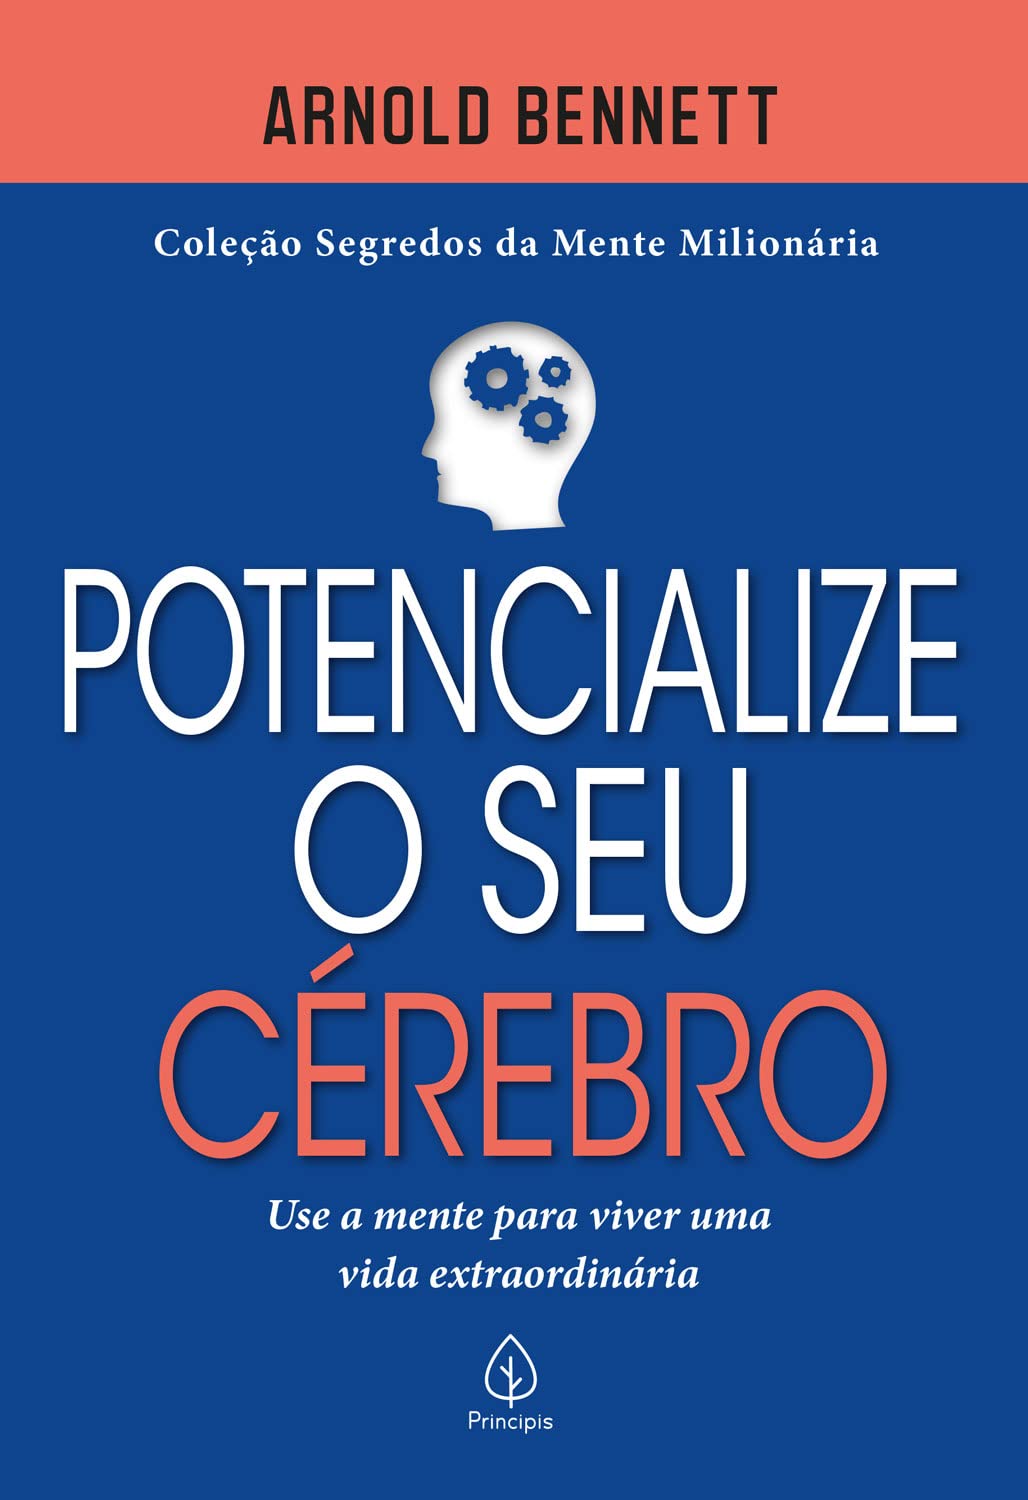 ARNOLD BENNETT
Coleção Segredos da Mente Milionária
POTENCIALIZE
O SEU
CÉREBRO
Use a mente para viver uma
vida extraordinária
Principis